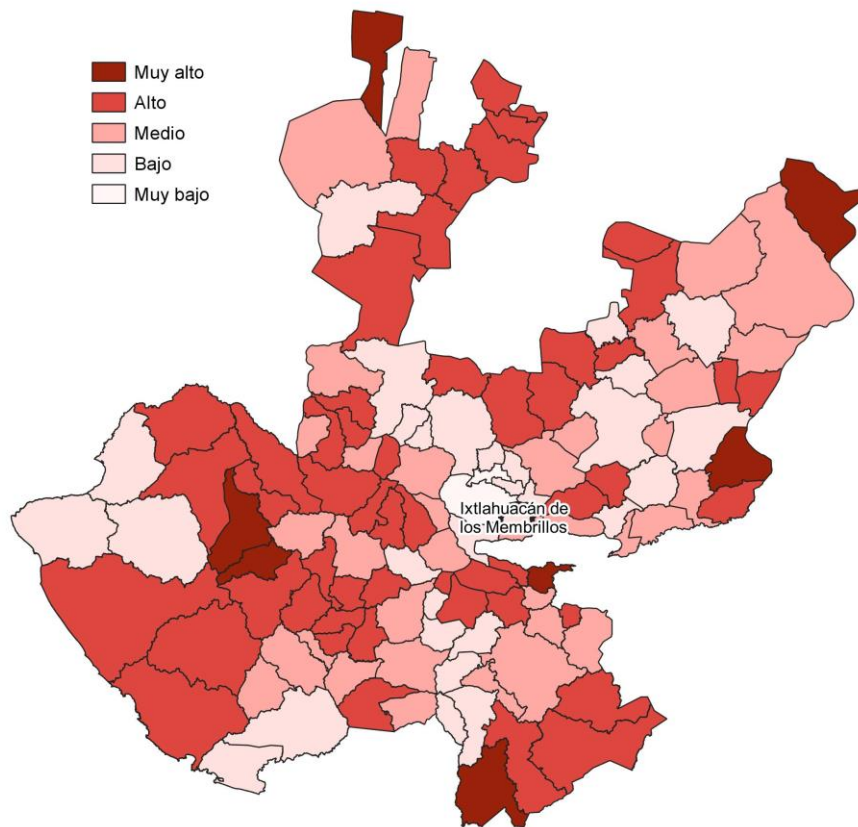 Muy alto
Alto
Medio
Bajo
Muy bajo
Ixtlahuacán de
los Membrillos